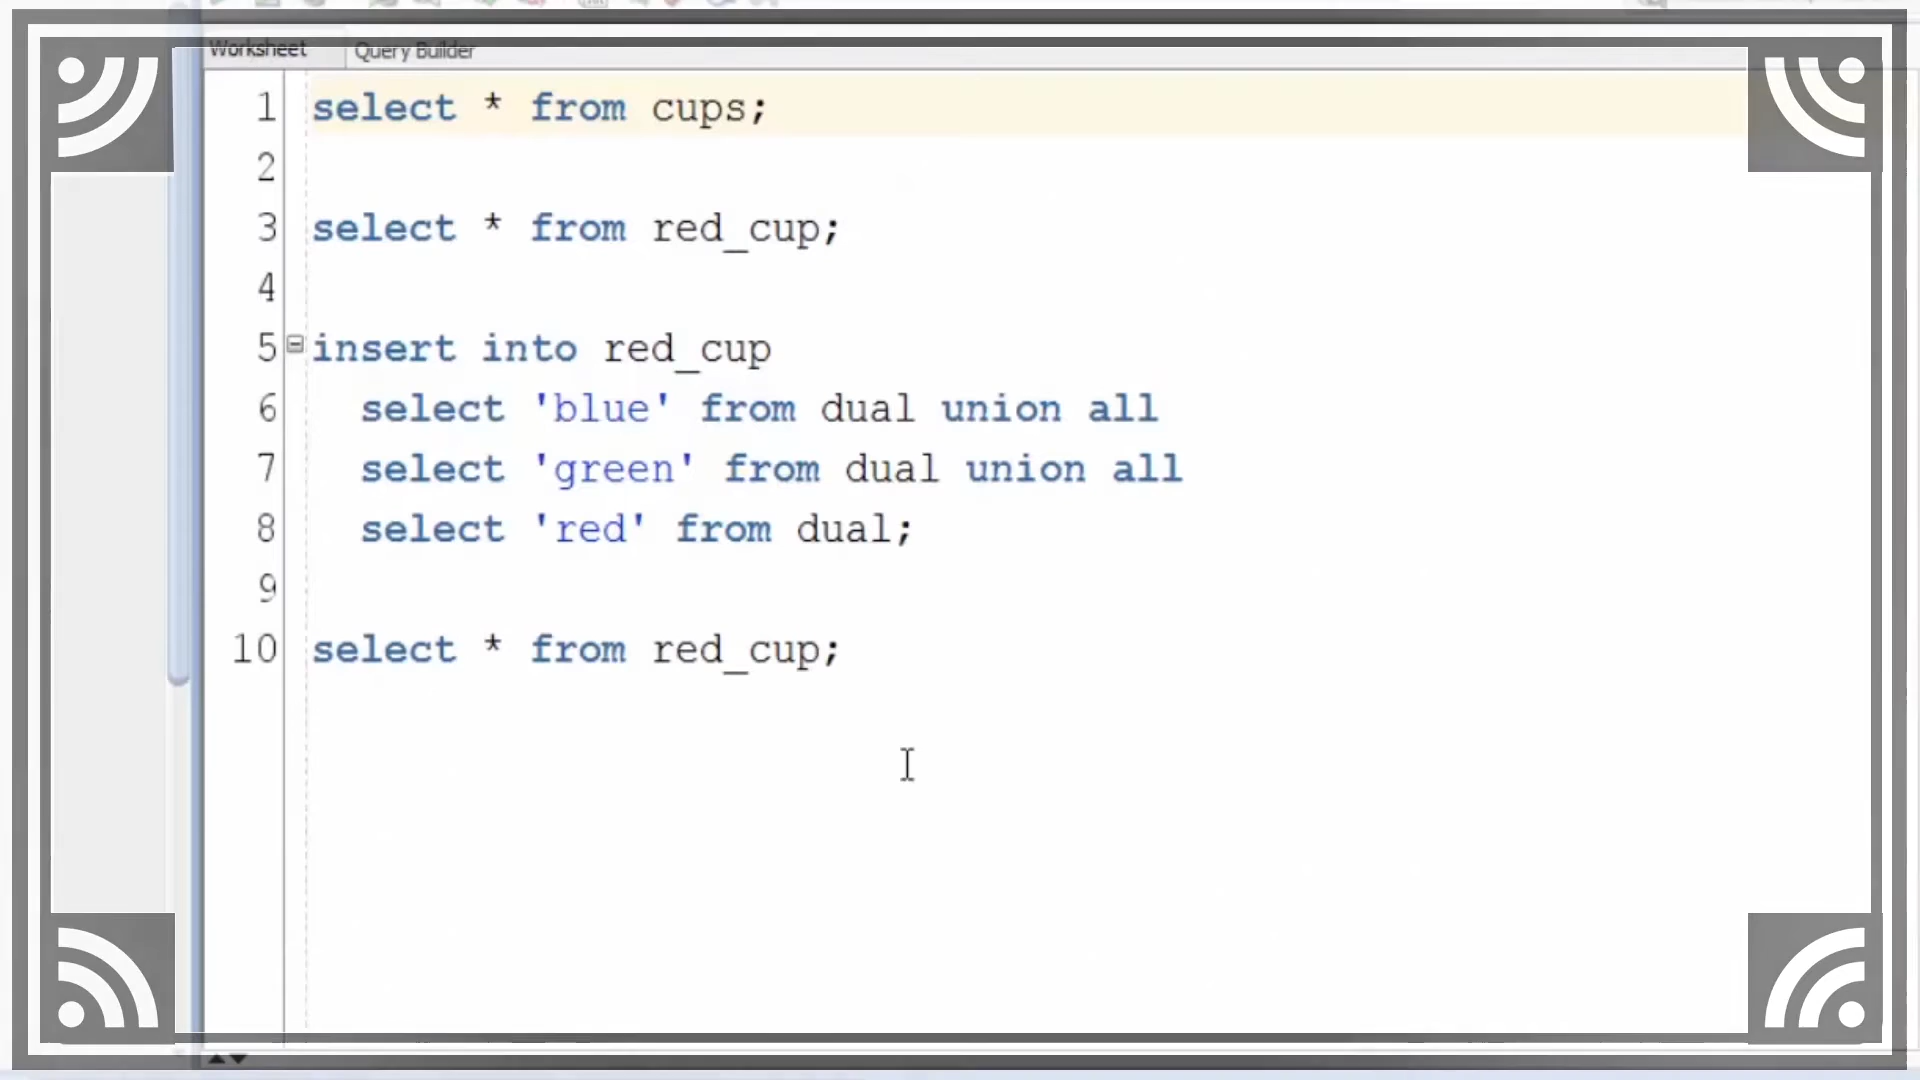 Worksheet Query Builder
1 select * from cups;
2
3 select * from red_cup;
4
5 insert into red_cup
6 select 'blue' from dual union all
7 select 'green' from dual union all
8 select 'red' from dual;
9
10 select * from red_cup;